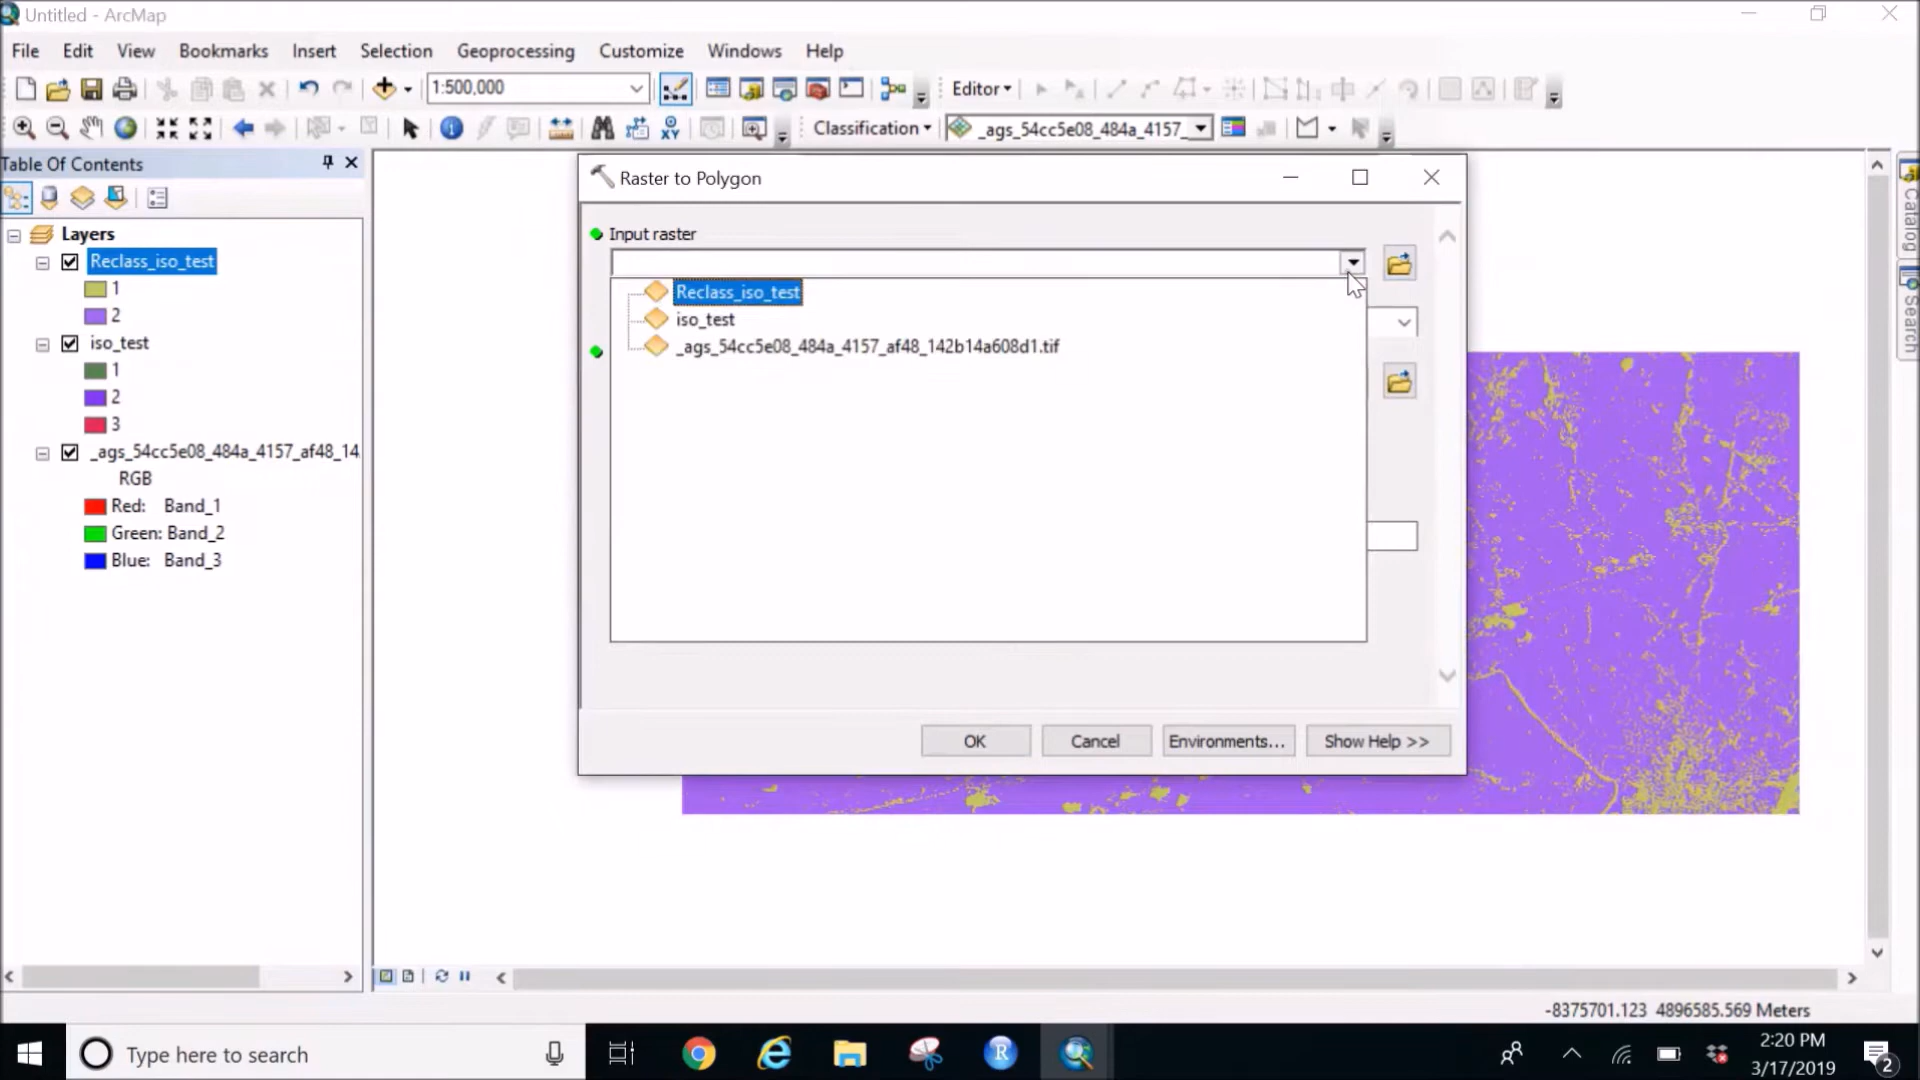 Untitled - ArcMap
File Edit View Bookmarks Insert Selection Geoprocessing Customize Windows Help
1:500,000
Editor
Classification
_ags_54cc5e08_484a_4157_
Table Of Contents
Layers
Reclass_iso_test
1
2
iso_test
1
2
3
_ags_54cc5e08_484a_4157_af48_14
RGB
Red: Band_1
Green: Band_2
Blue: Band_3
Raster to Polygon
Input raster
Reclass_iso_test
iso_test
_ags_54cc5e08_484a_4157_af48_142b14a608d1.tif
OK
Cancel
Environments...
Show Help >>
Catalog
Search
-8375701.123 4896585.569 Meters
Type here to search
R
2:20 PM
3/17/2019
2